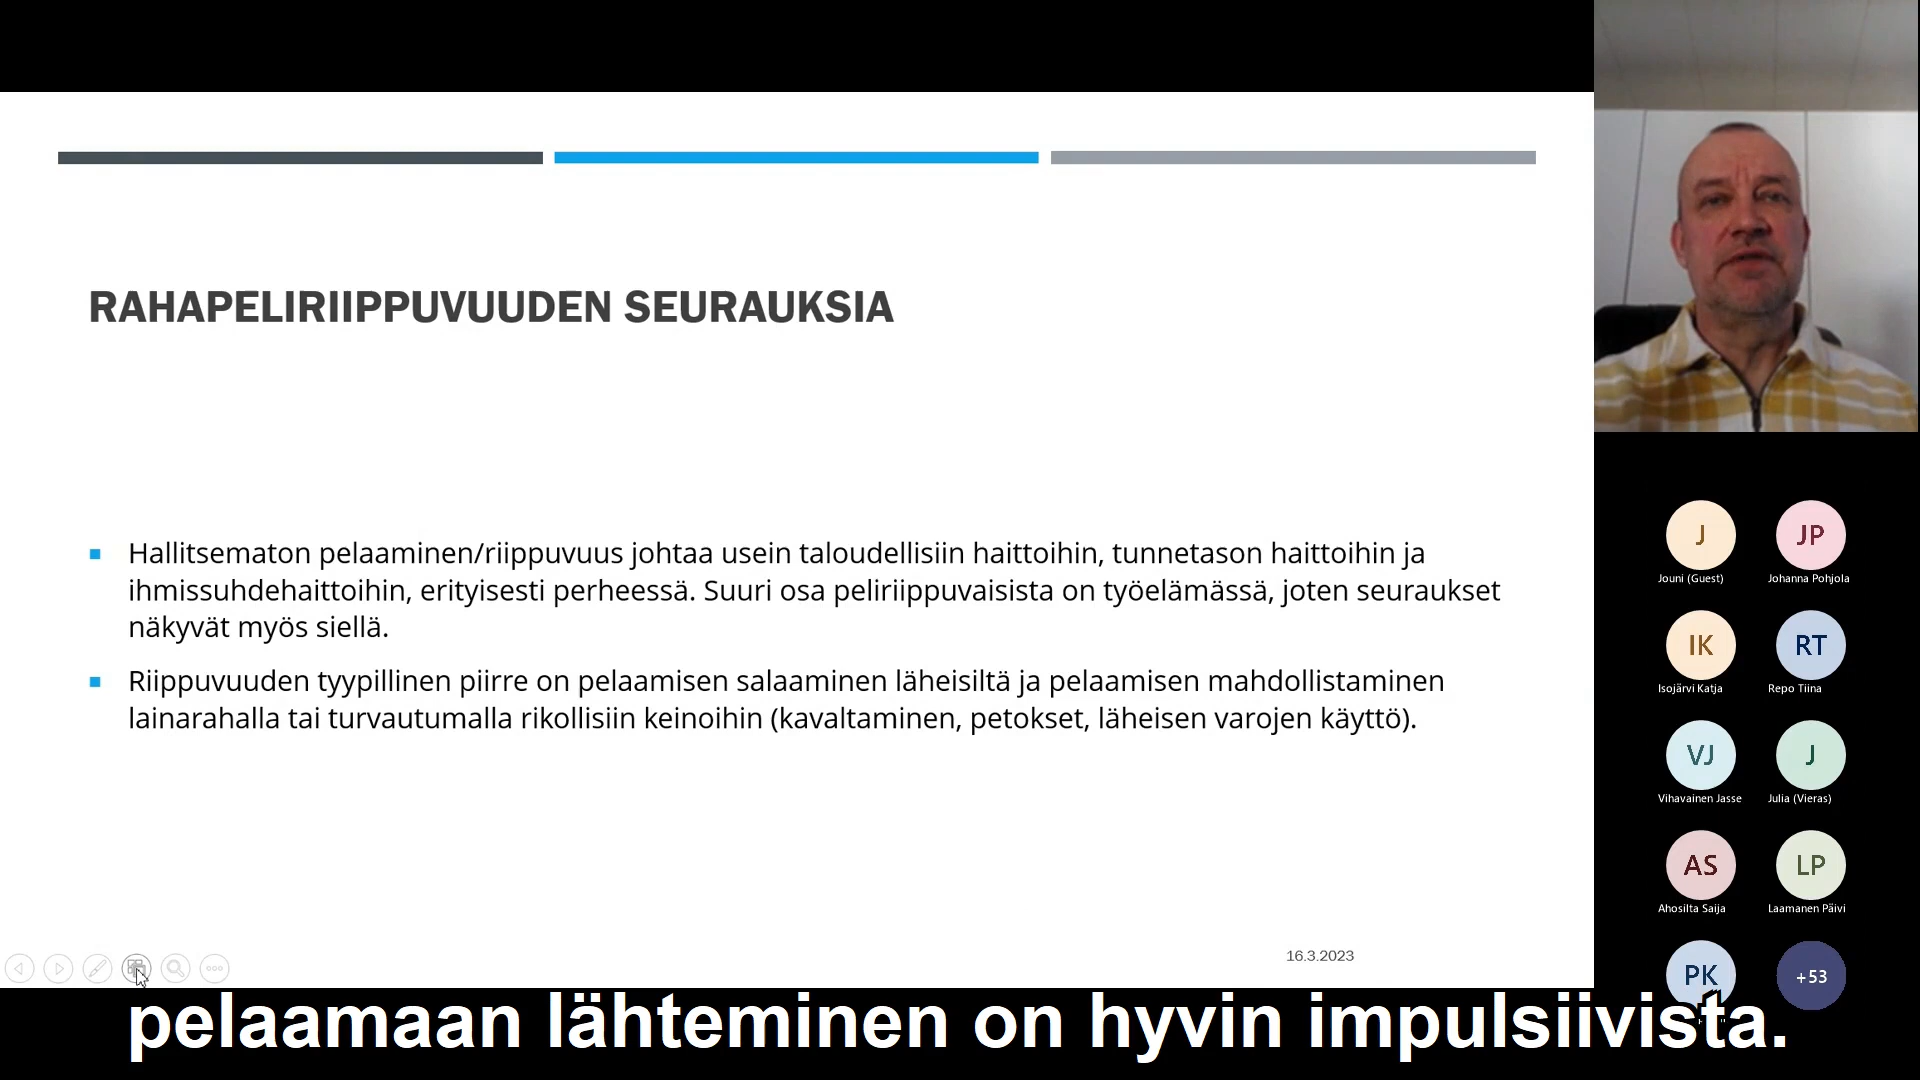 RAHAPELIRIIPPUVUUDEN SEURAUKSIA
Hallitsematon pelaaminen/riippuvuus johtaa usein taloudellisiin haittoihin, tunnetason haittoihin ja
ihmissuhdehaittoihin, erityisesti perheessä. Suuri osa peliriippuvaisista on työelämässä, joten seuraukset
näkyvät myös siellä.
Riippuvuuden tyypillinen piirre on pelaamisen salaaminen läheisiltä ja pelaamisen mahdollistaminen
lainarahalla tai turvautumalla rikollisiin keinoihin (kavaltaminen, petokset, läheisen varojen käyttö).
16.3.2023
J
Jouni (Guest)
JP
Johanna Pohjola
IK
Isojärvi Katja
RT
Repo Tiina
VJ
Vihavainen Jasse
J
Julia (Vieras)
AS
Ahosilta Saija
LP
Laamanen Päivi
PK
+53
pelaamaan lähteminen on hyvin impulsiivista.